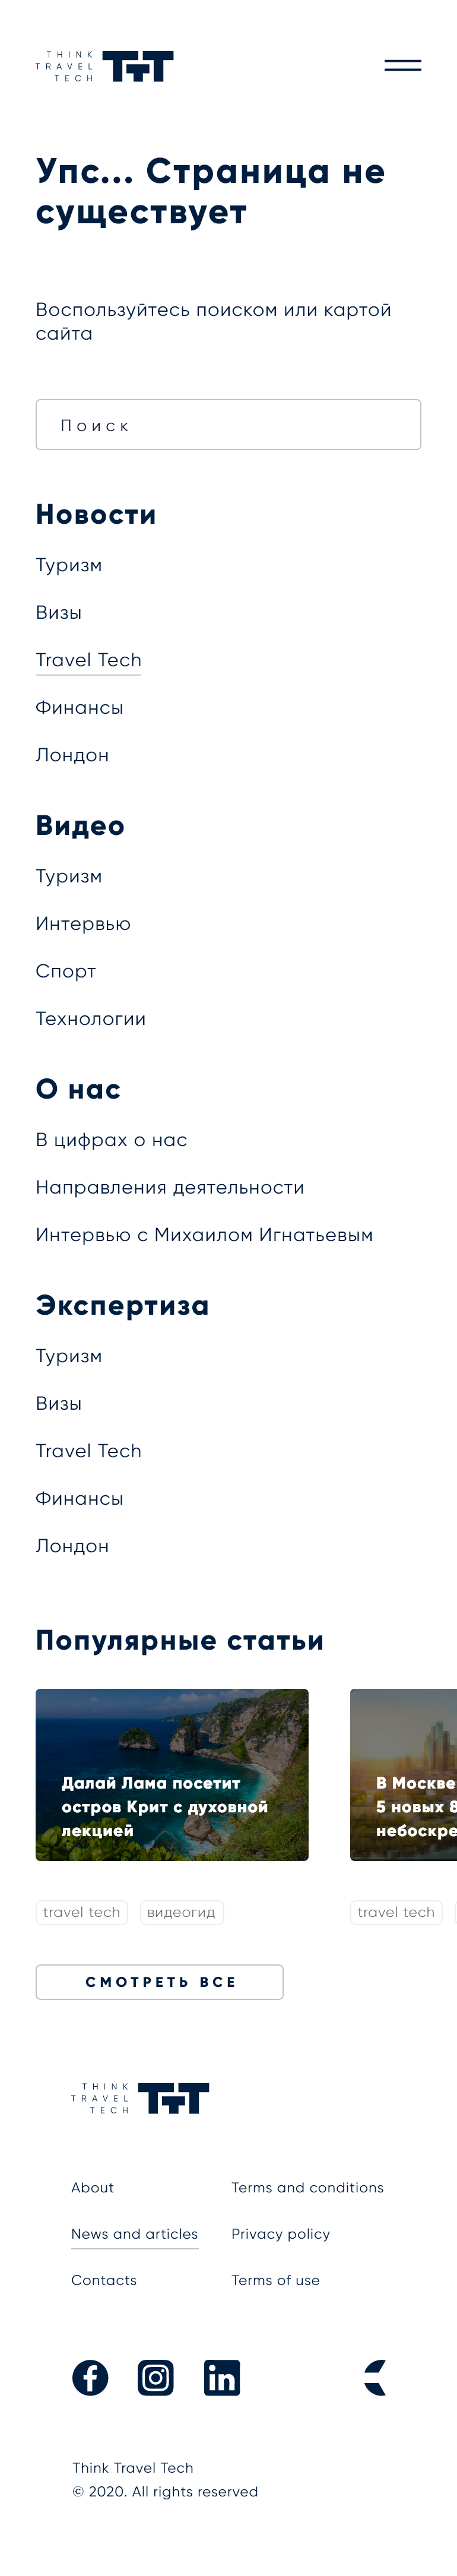 THINK
TRAVEL
TECH
TTT
Упс... Страница не
существует
Воспользуйтесь поиском или картой
сайта
Поиск
Новости
Туризм
Визы
Travel Tech
Финансы
Лондон
Видео
Туризм
Интервью
Спорт
Технологии
О нас
В цифрах о нас
Направления деятельности
Интервью с Михаилом Игнатьевым
Экспертиза
Туризм
Визы
Travel Tech
Финансы
Лондон
Популярные статьи
Далай Лама посетит
остров Крит с духовной
лекцией
В Москве
5 новых 8
небоскре
travel tech
видеогид
travel tech
СМОТРЕТЬ ВСЕ
THINK
TRAVEL
TECH
TTT
About
Terms and conditions
News and articles
Privacy policy
Contacts
Terms of use
Think Travel Tech
© 2020. All rights reserved